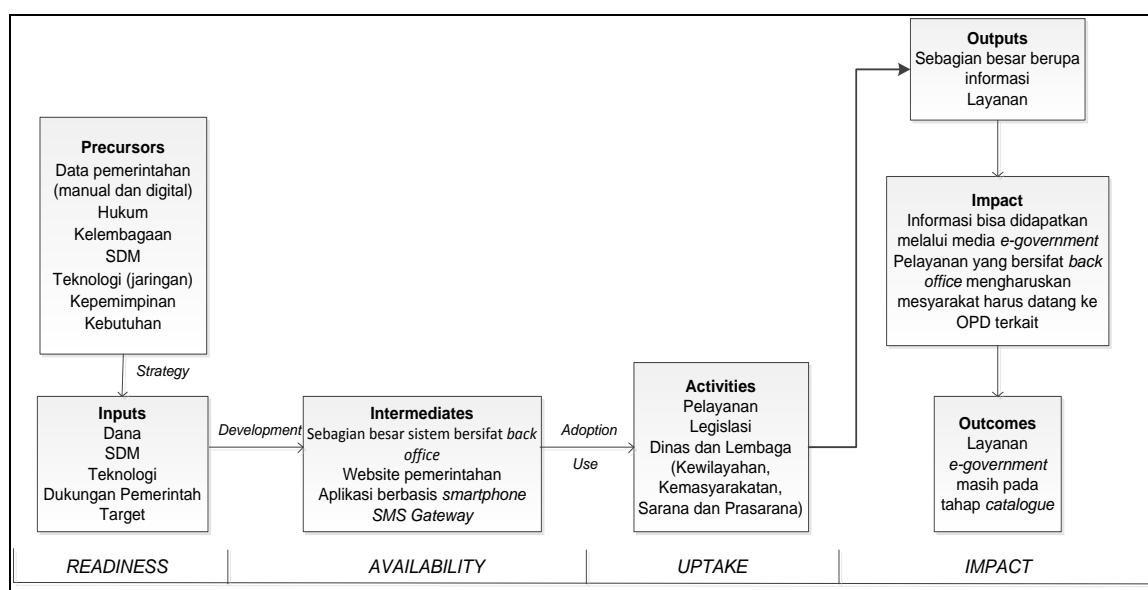 Precursors
Data pemerintahan
(manual dan digital)
Hukum
Kelembagaan
SDM
Teknologi (jaringan)
Kepemimpinan
Kebutuhan
Strategy
Inputs
Dana
SDM
Teknologi
Dukungan Pemerintah
Target
Development
Intermediates
Sebagian besar sistem bersifat back
office
Website pemerintahan
Aplikasi berbasis smartphone
SMS Gateway
Adoption
Use
Activities
Pelayanan
Legislasi
Dinas dan Lembaga
(Kewilayahan,
Kemasyarakatan,
Sarana dan Prasarana)
Outputs
Sebagian besar berupa
informasi
Layanan
Impact
Informasi bisa didapatkan
melalui media e-government
Pelayanan yang bersifat back
office mengharuskan
mesyarakat harus datang ke
OPD terkait
Outcomes
Layanan
e-government
masih pada
tahap catalogue
READINESS
AVAILABILITY
UPTAKE
IMPACT